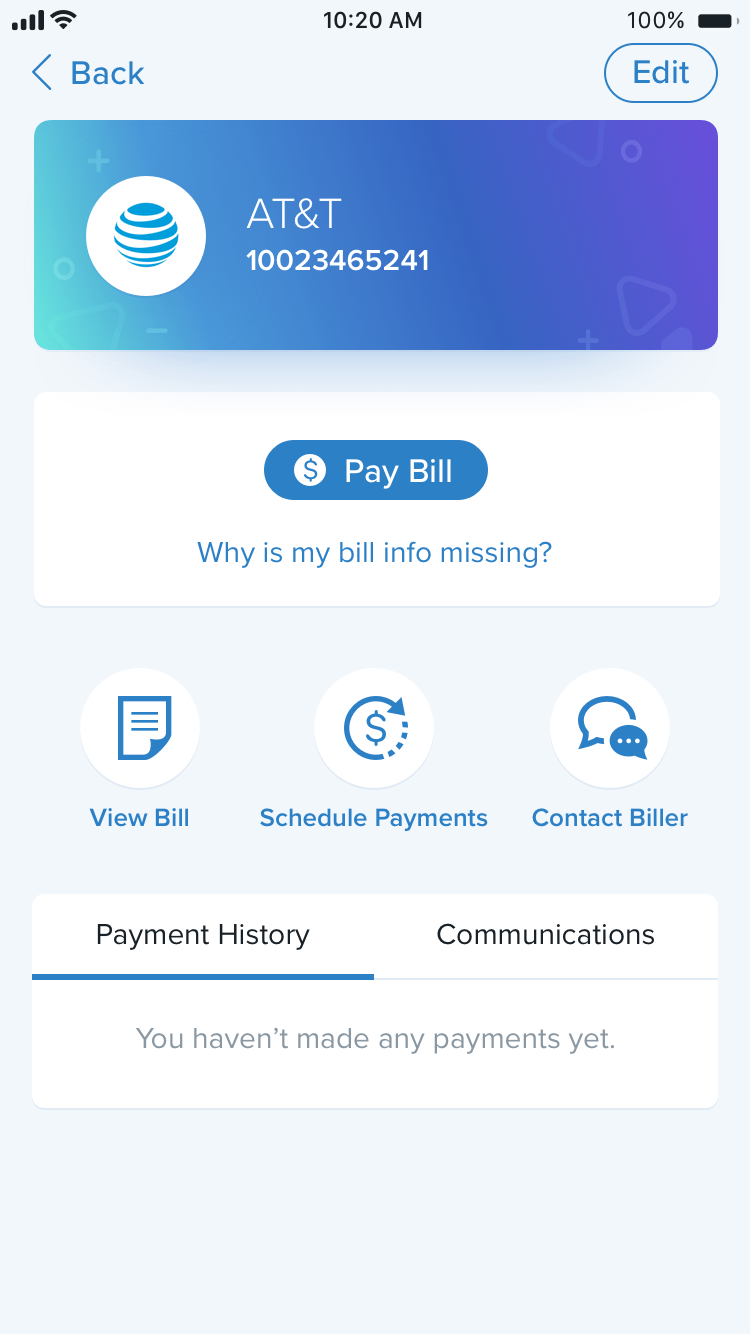 10:20 AM 100%
Back Edit
AT&T
10023465241
$ Pay Bill
Why is my bill info missing?
$
View Bill Schedule Payments Contact Biller
Payment History Communications
You haven’t made any payments yet.